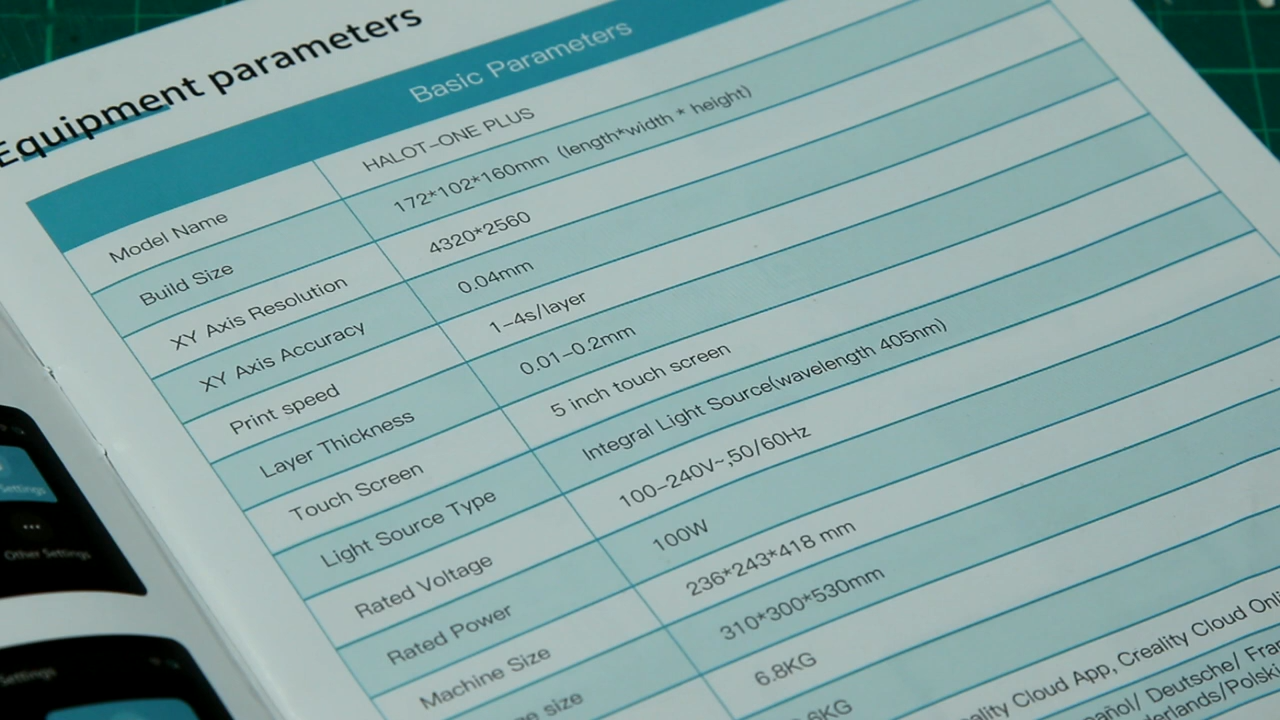 Equipment parameters
Basic Parameters
Model Name HALOT-ONE PLUS
Build Size 172*102*160mm (length*width * height)
XY Axis Resolution 4320*2560
XY Axis Accuracy 0.04mm
Print speed 1-4s/layer
Layer Thickness 0.01-0.2mm
Touch Screen 5 inch touch screen
Light Source Type Integral Light Source(wavelength 405nm)
Rated Voltage 100-240V~,50/60Hz
Rated Power 100W
Machine Size 236*243*418 mm
size 310*300*530mm
6.8KG
Cloud App, Creality Cloud
Deutsche/
Settings
Other Settings
Settings